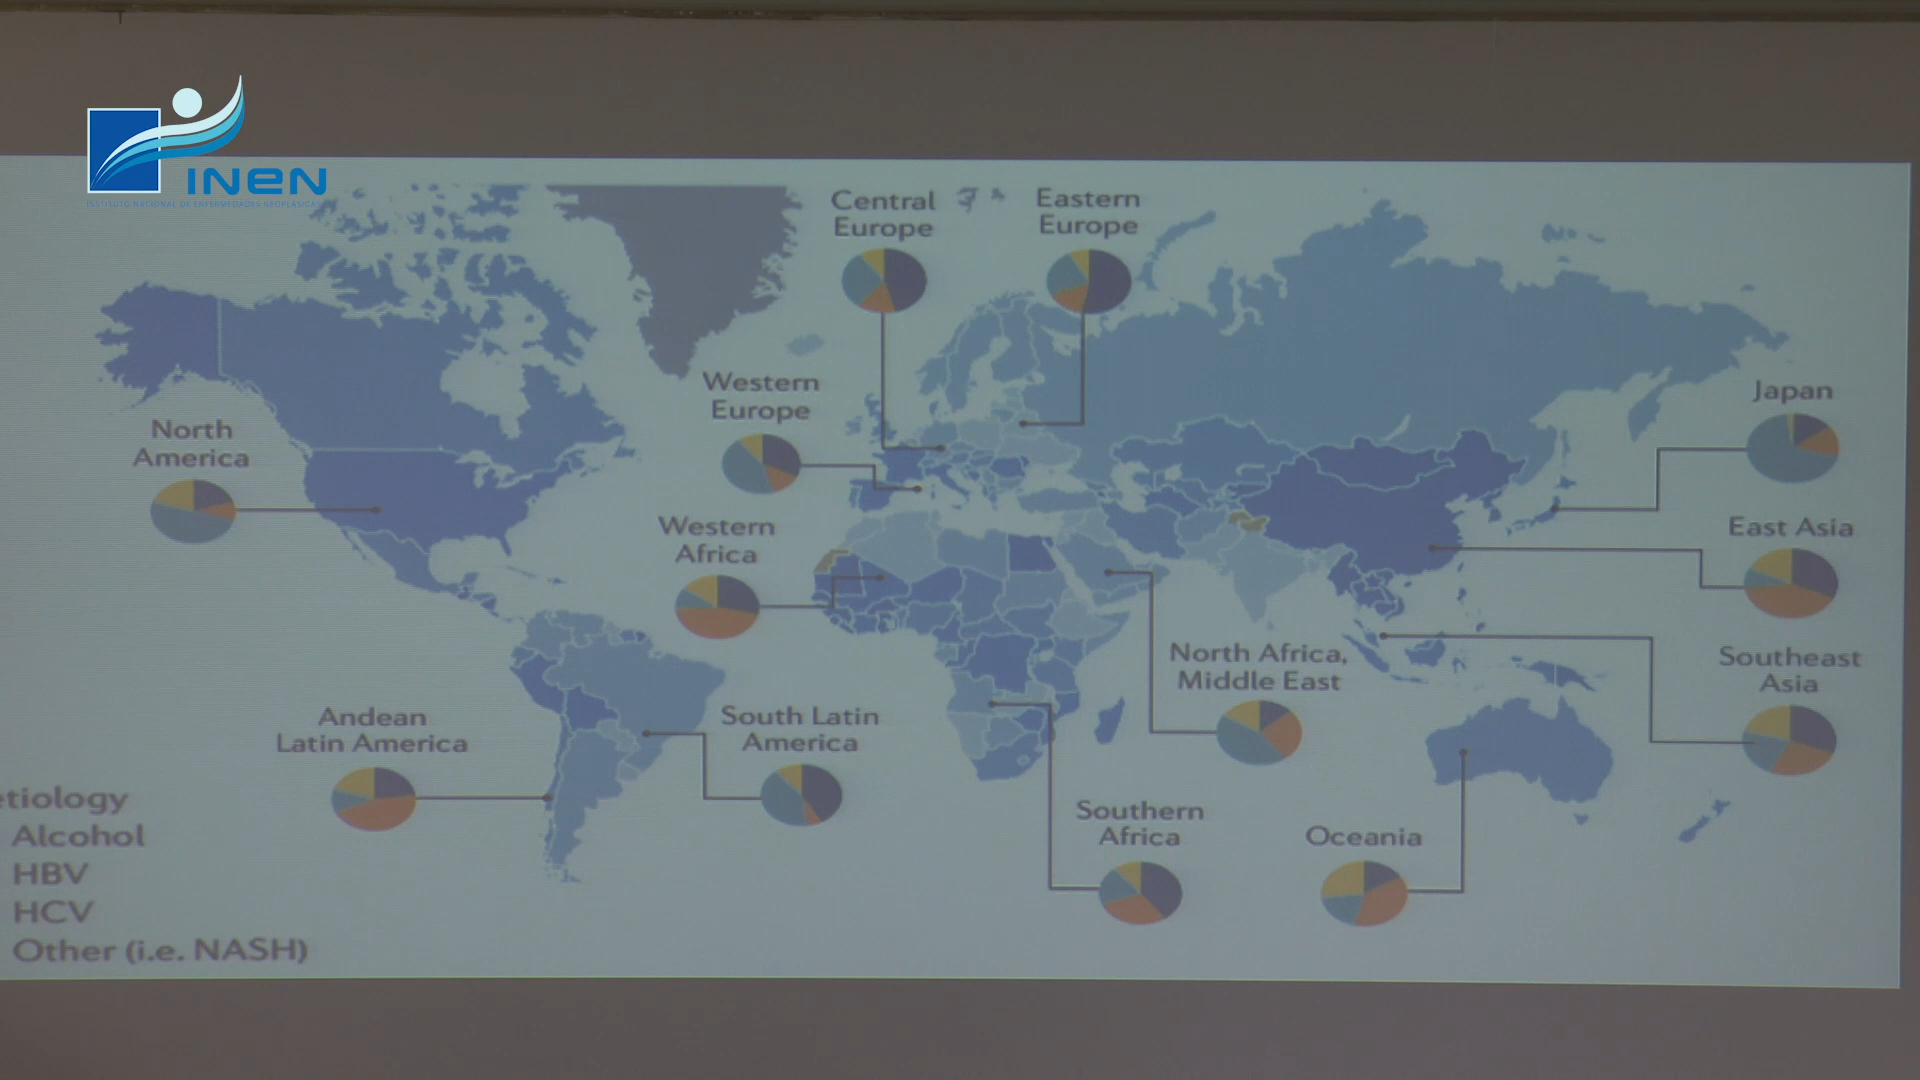 INEN
INSTITUTO NACIONAL DE ENFERMEDADES NEOPLÁSICAS
Central
Europe
Eastern
Europe
Western
Europe
Japan
North
America
East Asia
Western
Africa
North Africa,
Middle East
Southeast
Asia
Andean
Latin America
South Latin
America
Southern
Africa
Oceania
etiology
Alcohol
HBV
HCV
Other (i.e. NASH)